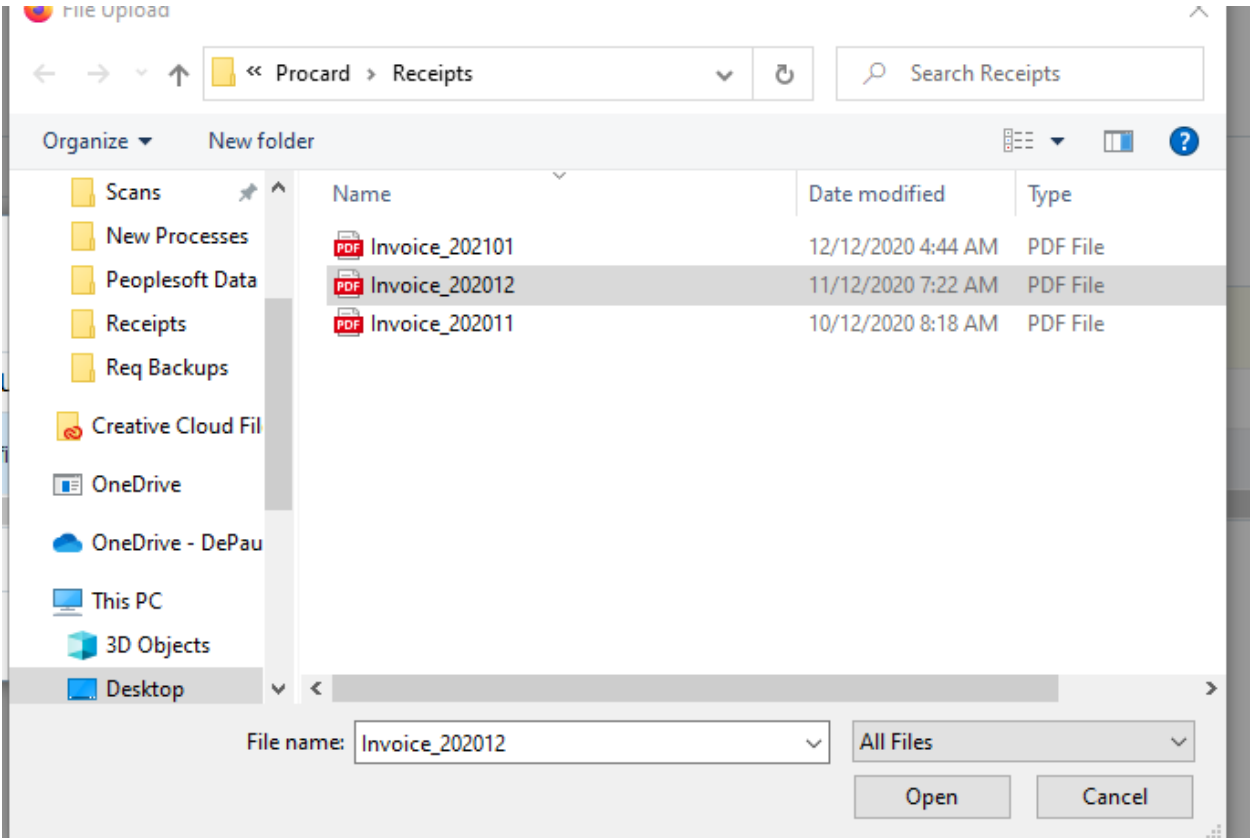 File Upload
« Procard > Receipts
Search Receipts
Organize
New folder
?
Scans
New Processes
Peoplesoft Data
Receipts
Req Backups
Creative Cloud Fil
OneDrive
OneDrive - DePau
This PC
3D Objects
Desktop
Name Date modified Type
PDF Invoice_202101 12/12/2020 4:44 AM PDF File
PDF Invoice_202012 11/12/2020 7:22 AM PDF File
PDF Invoice_202011 10/12/2020 8:18 AM PDF File
File name: Invoice_202012 All Files
Open Cancel